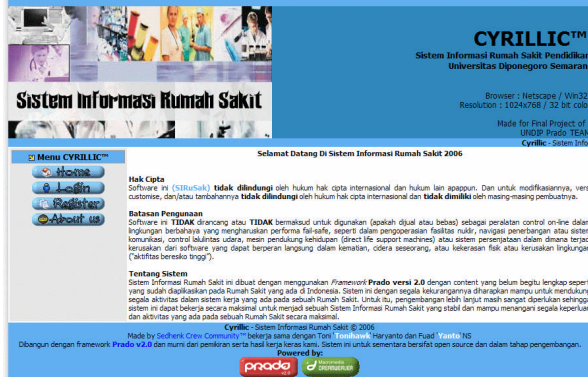 CYRILLIC™
Sistem Informasi Rumah Sakit Pendidikan
Universitas Diponegoro Semaran
Browser : Netscape / Win32
Resolution : 1024x768 / 32 bit colo
Made for Final Project of
UNDIP Prado TEAM
Cyrillic - Sistem Info
Sistem Informasi Rumah Sakit
Menu CYRILLIC™
Home
Login
Register
About us
Selamat Datang Di Sistem Informasi Rumah Sakit 2006
Hak Cipta
Software ini (SIRuSak) tidak dilindungi oleh hukum hak cipta internasional dan hukum lain apappun. Dan untuk modifikasiannya, vers
customise, dan/atau tambahannya tidak dilindungi oleh hukum hak cipta internasional dan tidak dimiliki oleh masing-masing pembuatnya.
Batasan Pengunaan
Software ini TIDAK dirancang atau TIDAK bermaksud untuk digunakan (apakah dijual atau bebas) sebagai peralatan control on-line dalam
lingkungan berbahaya yang mengharuskan performa fail-safe, seperti dalam pengoperasian fasilitas nuklir, navigasi penerbangan atau sistem
komunikasi, control lalulintas udara, mesin pendukung kehidupan (direct life support machines) atau sistem persenjataan dalam dimana terjad
kerusakan dari software yang dapat berperan langsung dalam kematian, cidera seseorang, atau kekerasan fisik atau kerusakan lingkungan
("aktifitas beresiko tinggi").
Tentang Sistem
Sistem Informasi Rumah Sakit ini dibuat dengan menggunakan Framework Prado versi 2.0 dengan content yang belum begitu lengkap sepert
yang sudah diaplikasikan pada Rumah Sakit yang ada di Indonesia. Sistem ini dengan segala kekurangannya diharapkan mampu untuk mendukung
segala aktivitas dalam sistem kerja yang ada pada sebuah Rumah Sakit. Untuk itu, pengembangan lebih lanjut masih sangat diperlukan sehingga
sistem ini dapat bekerja secara maksimal untuk menjadi sebuah Sistem Informasi Rumah Sakit yang stabil dan mampu menangani segala keperluan
dan aktivitas yang ada pada sebuah Rumah Sakit secara maksimal.
Cyrillic - Sistem Informasi Rumah Sakit © 2006
Made by Sedhenk Crew Community™ bekerja sama dengan Toni 'Tonihawk' Haryanto dan Fuad 'Yanto' NS
Dibangun dengan framework Prado v2.0 dan murni dari pemikiran serta hasil kerja keras kami. Sistem ini untuk sementara bersifat open source dan dalam tahap pengembangan.
Powered by:
prado
macromedia
DREAMWEAVER